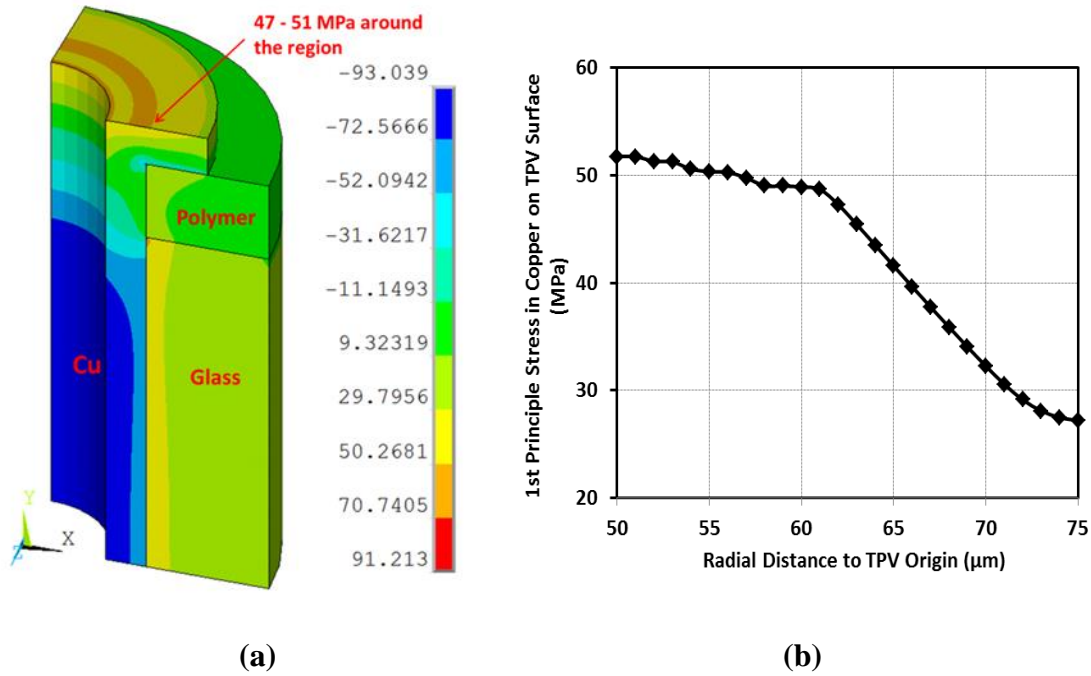 47 - 51 MPa around
the region
-93.039
-72.5666
-52.0942
-31.6217
-11.1493
9.32319
29.7956
50.2681
70.7405
91.213
Polymer
Cu
Glass
Y
X
Z
(a)
1st Principle Stress in Copper on TPV Surface
(MPa)
60
50
40
30
20
50 55 60 65 70 75
Radial Distance to TPV Origin (µm)
(b)